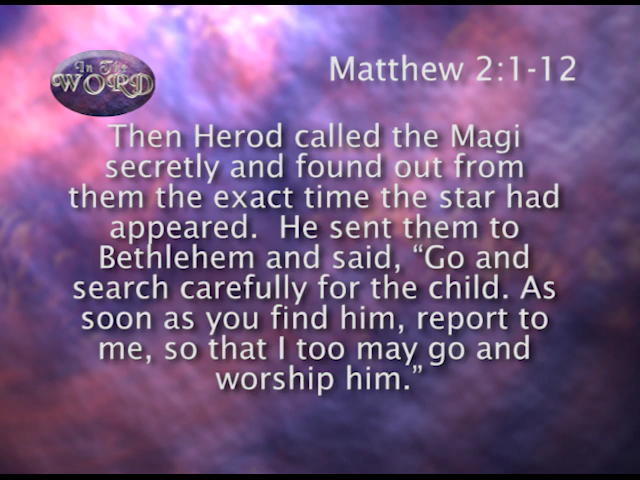 In The
WORD
Matthew 2:1-12
Then Herod called the Magi
secretly and found out from
them the exact time the star had
appeared.  He sent them to
Bethlehem and said, “Go and
search carefully for the child. As
soon as you find him, report to
me, so that I too may go and
worship him.”